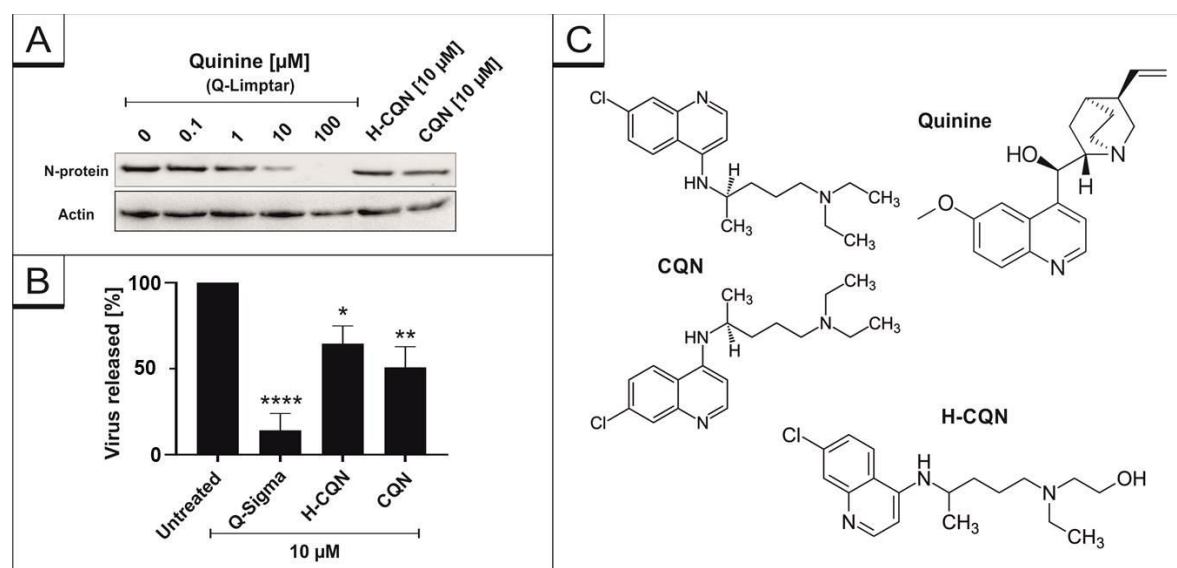 A
Quinine [µM]
(Q-Limptar)
0 0.1 1 10 100 H-CQN [10 µM] CQN [10 µM]
N-protein
Actin
B
Virus released [%]
100
50
0
*
**
****
Untreated
Q-Sigma
H-CQN
CQN
10 µM
C
Cl
N
HN
H
CH3
N
CH3
CH3
CQN
CH3
CH3
HN
H
N
CH3
Cl
N
Quinine
HO
N
H
O
N
H-CQN
Cl
H
N
OH
N
N
CH3
CH3